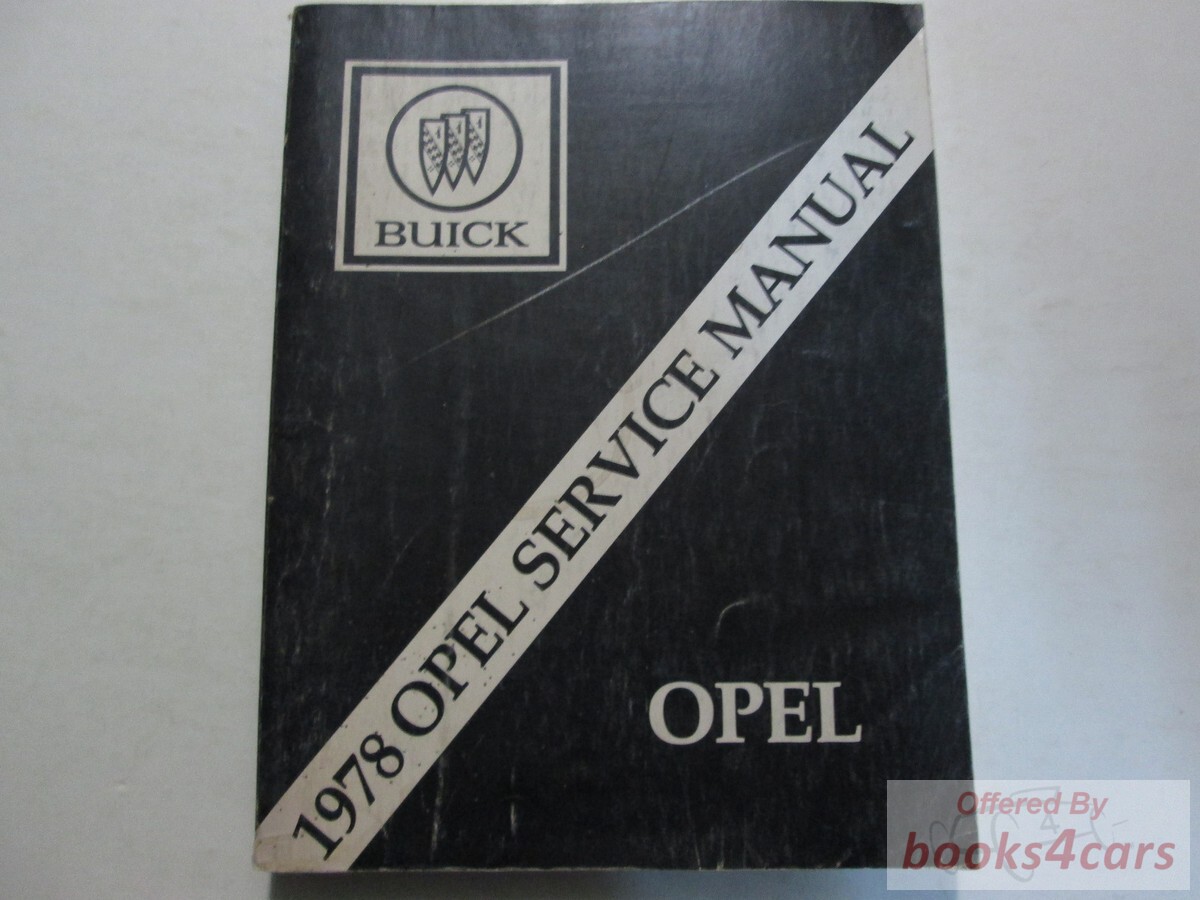 BUICK
1978 OPEL SERVICE MANUAL
OPEL
Offered By
books4cars